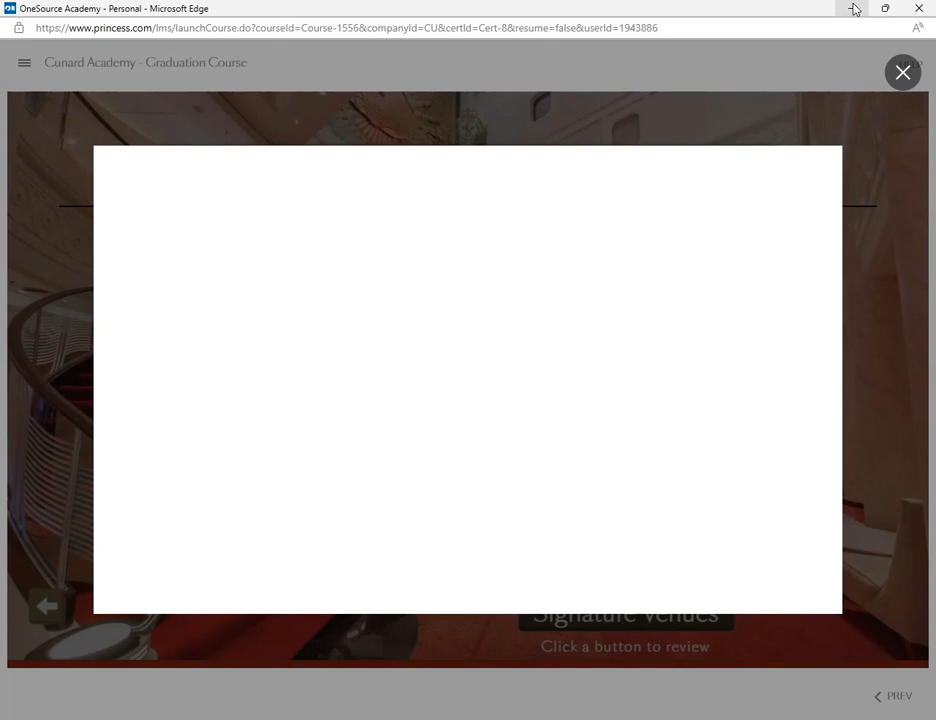 OneSource Academy - Personal - Microsoft Edge
https://www.princess.com/lms/launchCourse.do?courseId=Course-1556&companyId=CU&certId=Cert-8&resume=false&userId=1943886
Cunard Academy - Graduation Course
Signature Venues
Click a button to review
PREV